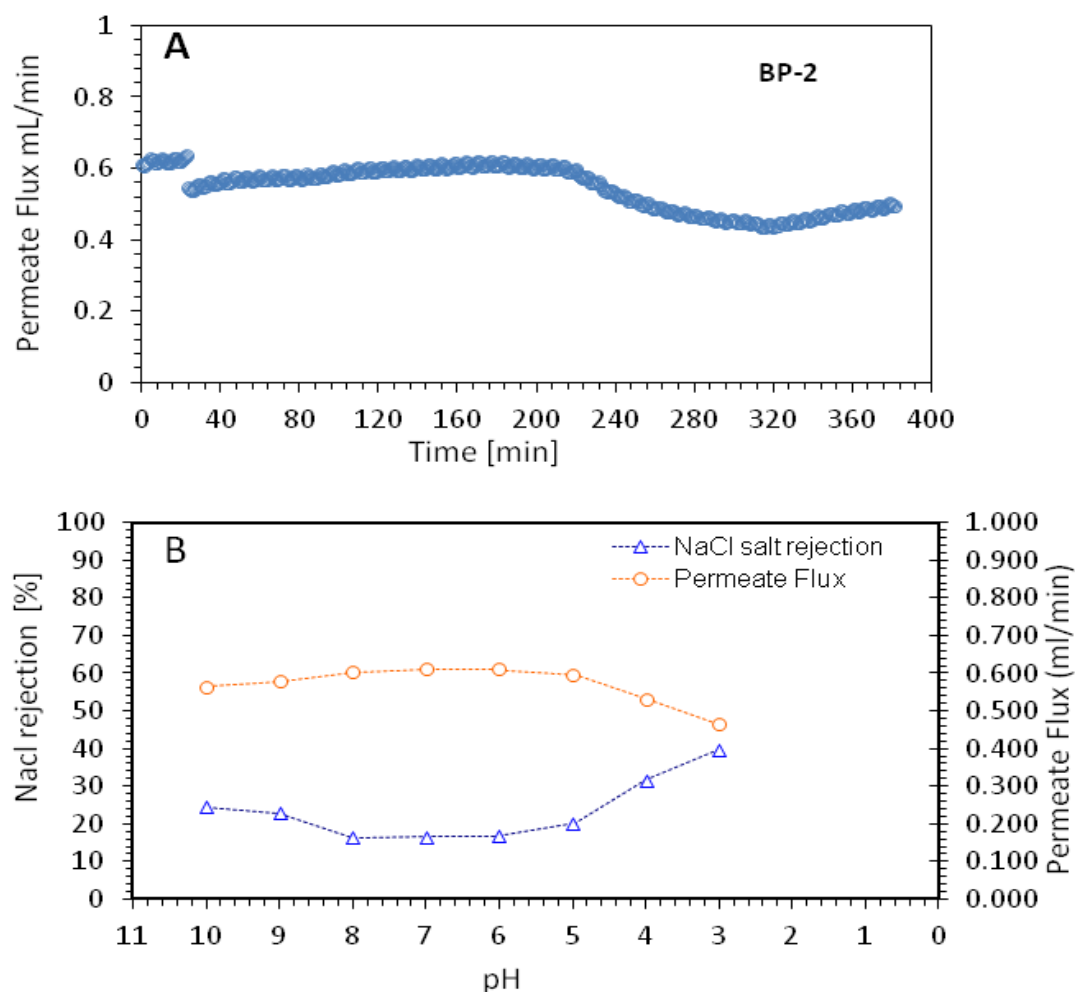 A
BP-2
Permeate Flux mL/min
1
0.8
0.6
0.4
0.2
0
0 40 80 120 160 200 240 280 320 360 400
Time [min]
B
NaCl salt rejection
Permeate Flux
Nacl rejection [%]
100
90
80
70
60
50
40
30
20
10
0
1.000
0.900
0.800
0.700
0.600
0.500
0.400
0.300
0.200
0.100
0.000
Permeate Flux (ml/min)
11 10 9 8 7 6 5 4 3 2 1 0
pH